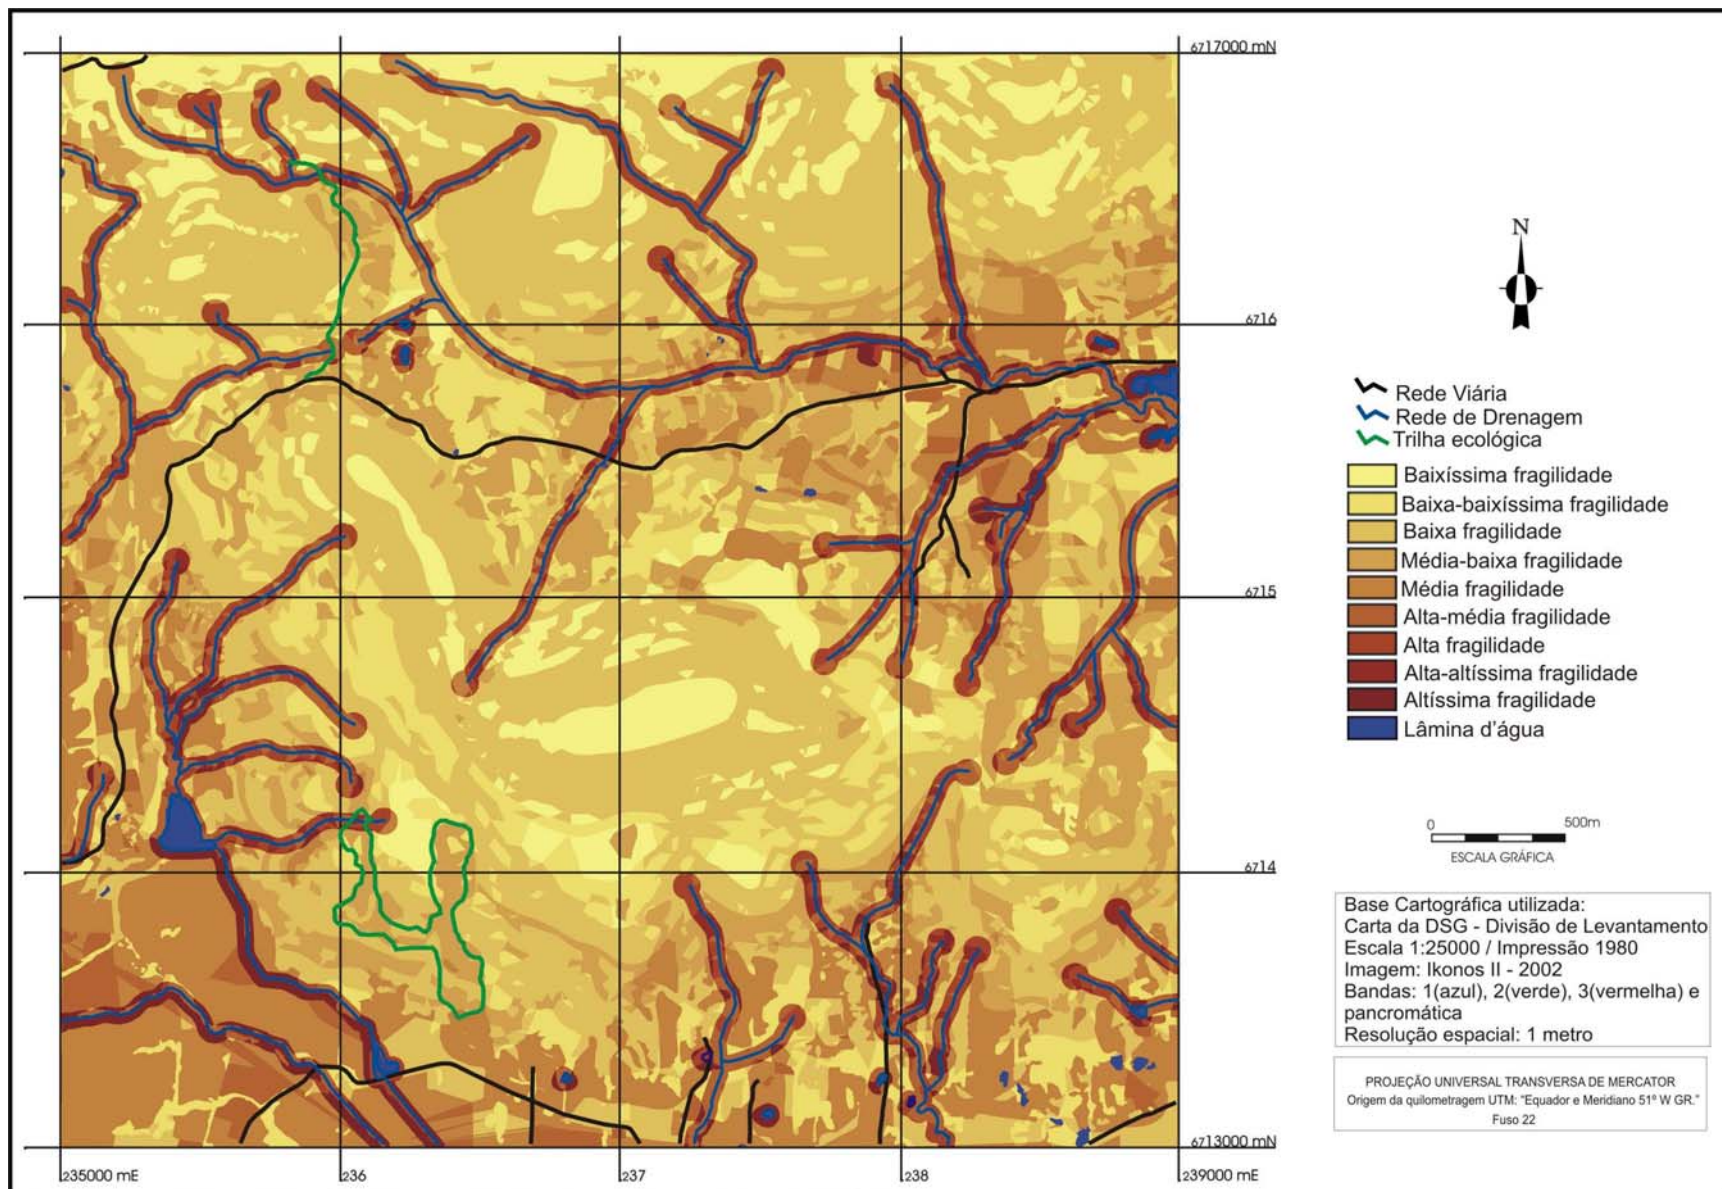 6717000 mN
N
6716
Rede Viária
Rede de Drenagem
Trilha ecológica
Baixíssima fragilidade
Baixa-baixíssima fragilidade
Baixa fragilidade
Média-baixa fragilidade
Média fragilidade
Alta-média fragilidade
Alta fragilidade
Alta-altíssima fragilidade
Altíssima fragilidade
Lâmina d'água
6715
0 500m
ESCALA GRÁFICA
6714
Base Cartográfica utilizada:
Carta da DSG - Divisão de Levantamento
Escala 1:25000 / Impressão 1980
Imagem: Ikonos II - 2002
Bandas: 1(azul), 2(verde), 3(vermelha) e
pancromática
Resolução espacial: 1 metro
PROJEÇÃO UNIVERSAL TRANSVERSA DE MERCATOR
Origem da quilometragem UTM: "Equador e Meridiano 51º W GR."
Fuso 22
6713000 mN
235000 mE 236 237 238 239000 mE